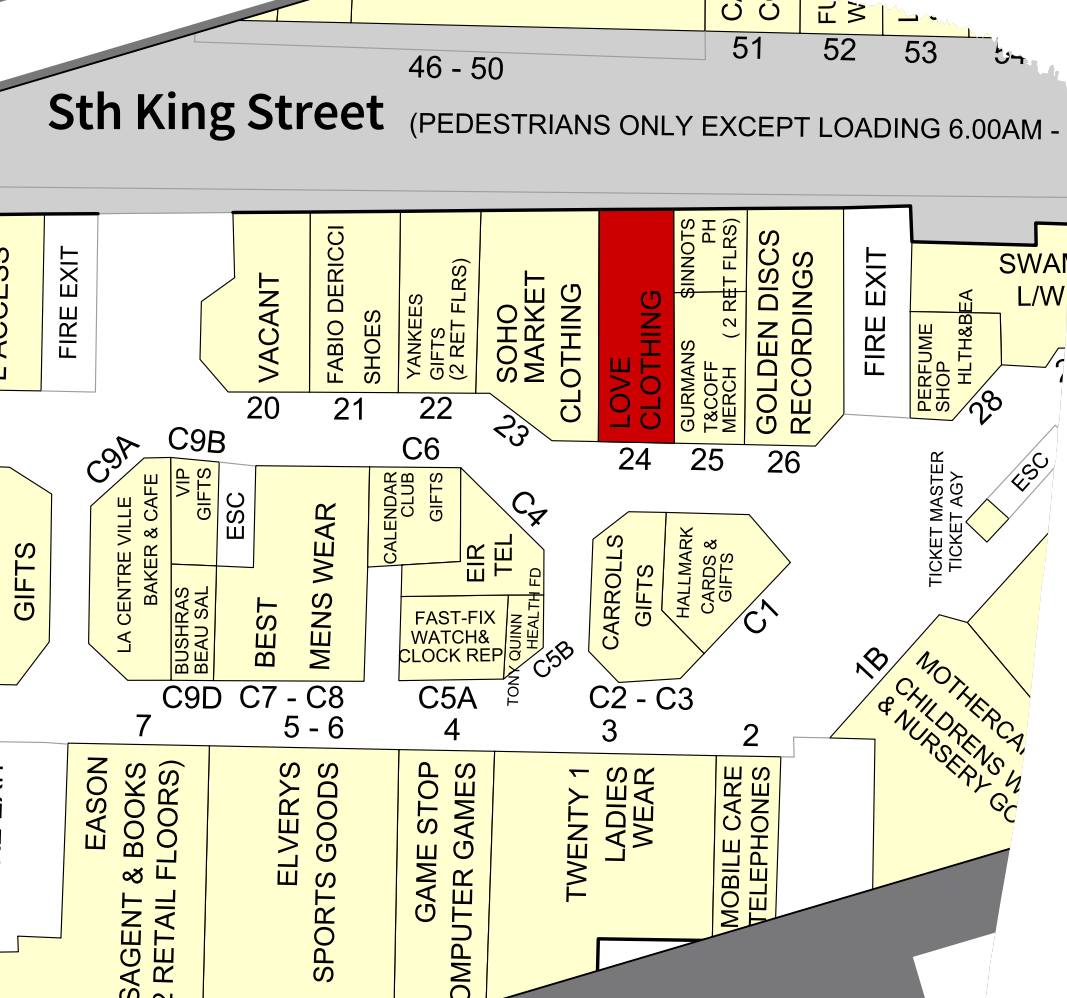 51
52
53
46 - 50
Sth King Street
(PEDESTRIANS ONLY EXCEPT LOADING 6.00AM -
ACCESS
FIRE EXIT
VACANT
20
FABIO DERICCI
SHOES
21
YANKEES
GIFTS
(2 RET FLRS)
22
SOHO
MARKET
CLOTHING
23
LOVE
CLOTHING
24
SINNOTS
PH
( 2 RET FLRS)
GURMANS
T&COFF
MERCH
25
GOLDEN DISCS
RECORDINGS
26
FIRE EXIT
L/W
PERFUME
SHOP
HLTH&BEA
28
GIFTS
C9A
LA CENTRE VILLE
BAKER & CAFE
C9B
VIP
GIFTS
ESC
BUSHRAS
BEAU SAL
C9D
BEST
MENS WEAR
C7 - C8
C6
CALENDAR
CLUB
GIFTS
C4
EIR
TEL
FAST-FIX
WATCH&
CLOCK REP
C5A
TONY QUINN
HEALTH FD
C5B
CARROLLS
GIFTS
C2 - C3
HALLMARK
CARDS &
GIFTS
C1
TICKET MASTER
TICKET AGY
ESC
1B
MOTHERCA
CHILDRENS W
& NURSERY GO
7
EASON
SAGENT & BOOKS
2 RETAIL FLOORS)
5 - 6
ELVERYS
SPORTS GOODS
4
GAME STOP
OMPUTER GAMES
3
TWENTY 1
LADIES
WEAR
2
MOBILE CARE
TELEPHONES